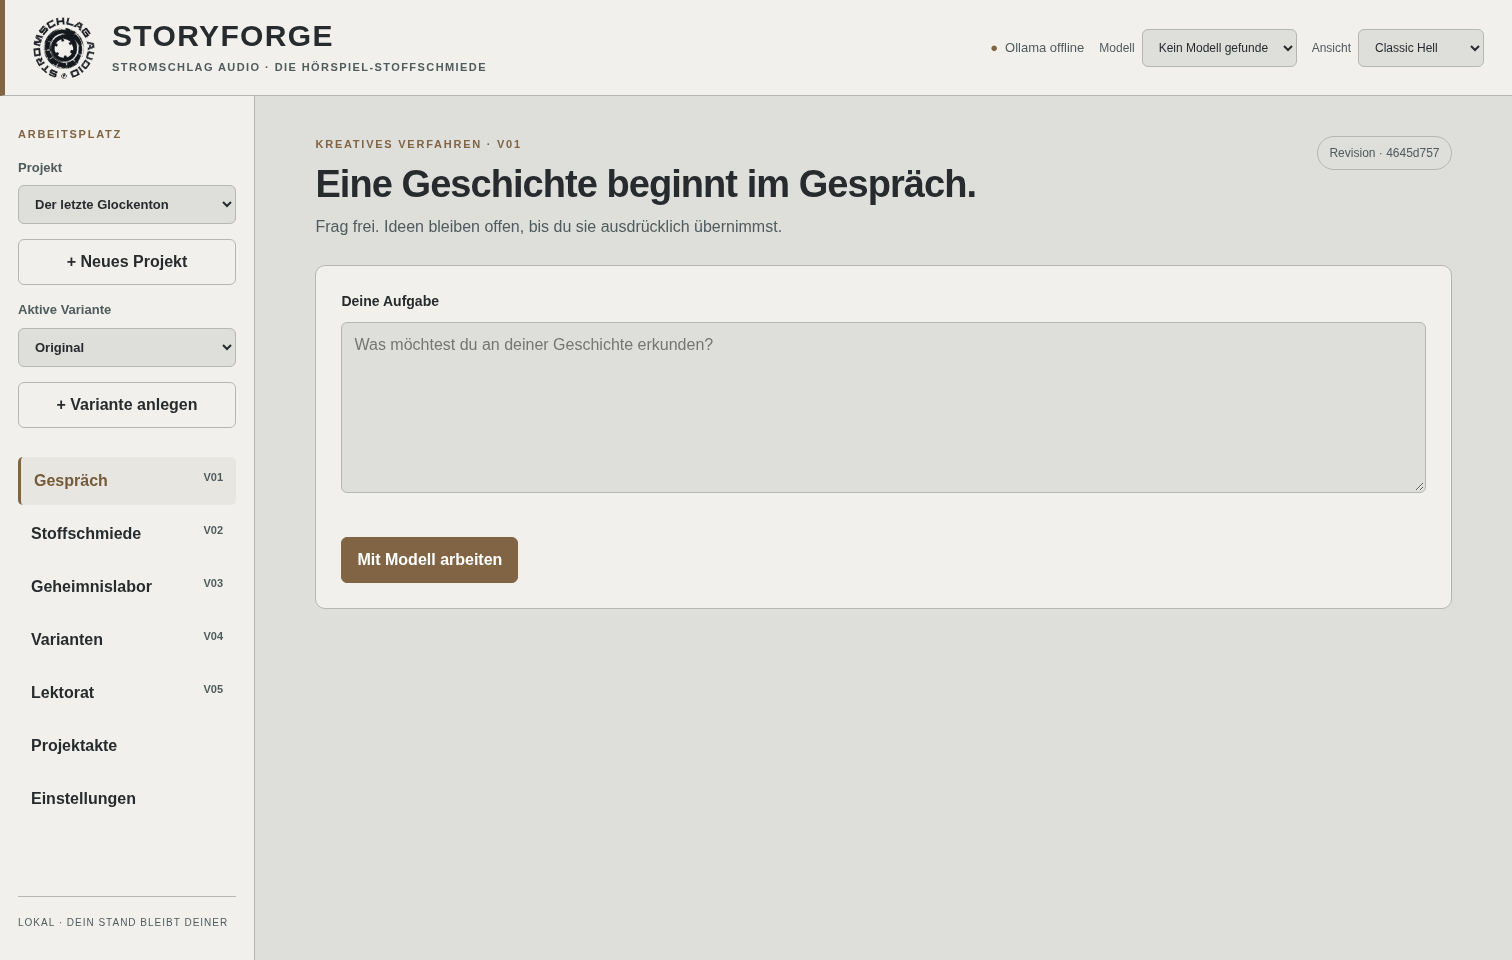 STROMSCHLAG AUDIO
STORYFORGE
STROMSCHLAG AUDIO · DIE HÖRSPIEL-STOFFSCHMIEDE
● Ollama offline
Modell
Kein Modell gefunde
Ansicht
Classic Hell
ARBEITSPLATZ
Projekt
Der letzte Glockenton
+ Neues Projekt
Aktive Variante
Original
+ Variante anlegen
Gespräch V01
Stoffschmiede V02
Geheimnislabor V03
Varianten V04
Lektorat V05
Projektakte
Einstellungen
LOKAL · DEIN STAND BLEIBT DEINER
KREATIVES VERFAHREN · V01
Revision · 4645d757
Eine Geschichte beginnt im Gespräch.
Frag frei. Ideen bleiben offen, bis du sie ausdrücklich übernimmst.
Deine Aufgabe
Was möchtest du an deiner Geschichte erkunden?
Mit Modell arbeiten